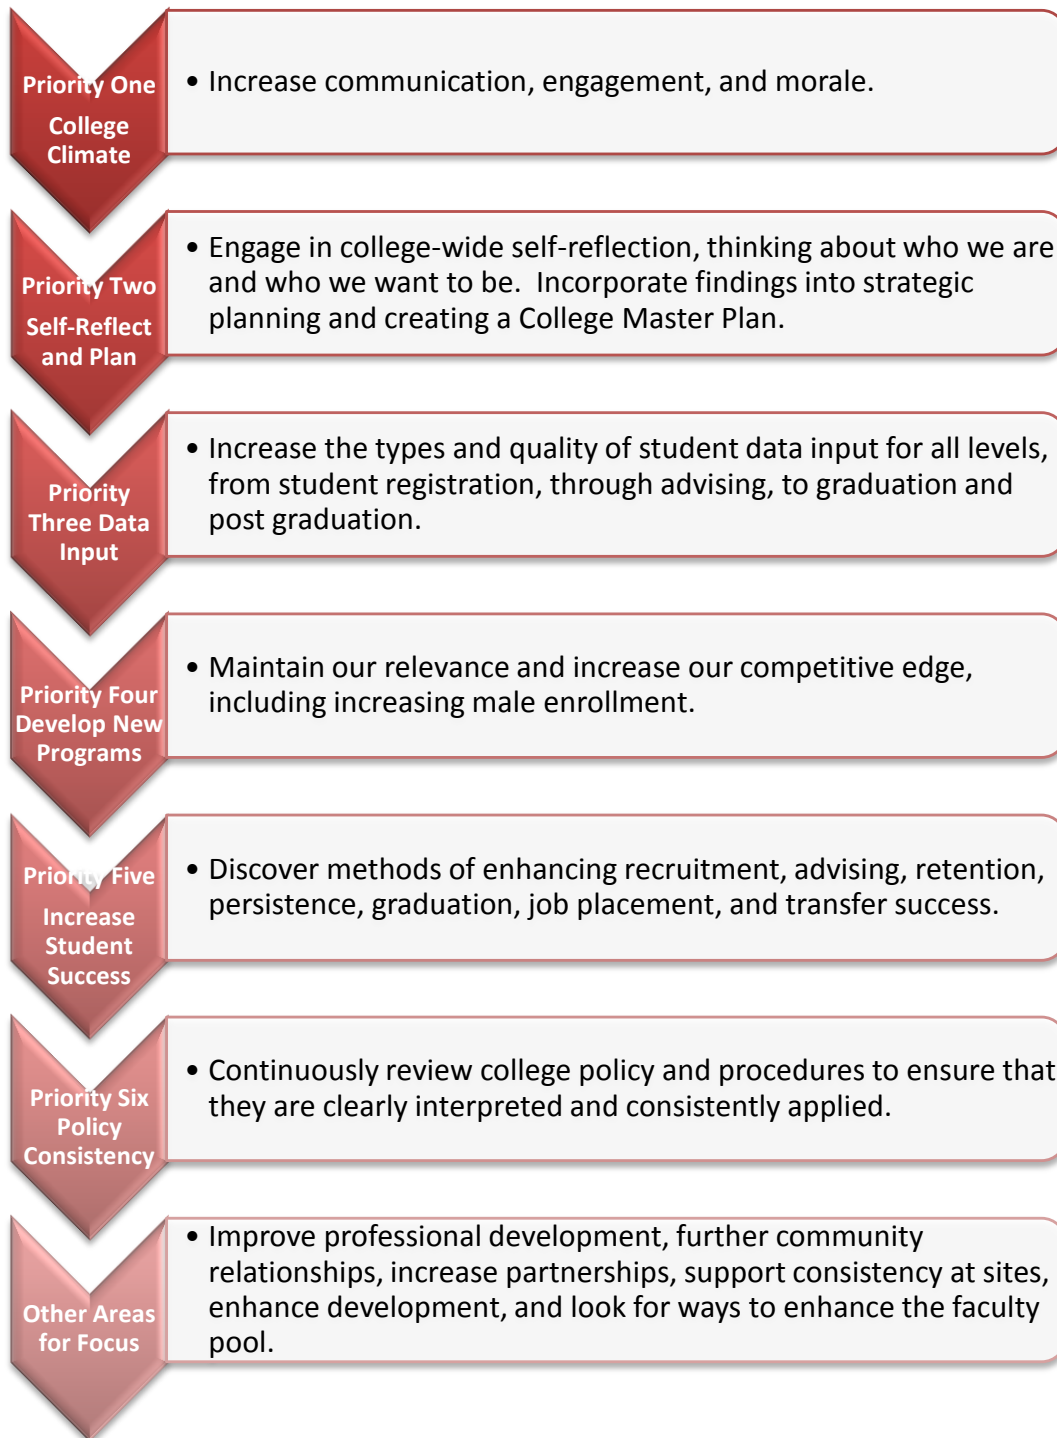 Priority One
College
Climate
• Increase communication, engagement, and morale.
Priority Two
Self-Reflect
and Plan
• Engage in college-wide self-reflection, thinking about who we are
and who we want to be.  Incorporate findings into strategic
planning and creating a College Master Plan.
Priority
Three Data
Input
• Increase the types and quality of student data input for all levels,
from student registration, through advising, to graduation and
post graduation.
Priority Four
Develop New
Programs
• Maintain our relevance and increase our competitive edge,
including increasing male enrollment.
Priority Five
Increase
Student
Success
• Discover methods of enhancing recruitment, advising, retention,
persistence, graduation, job placement, and transfer success.
Priority Six
Policy
Consistency
• Continuously review college policy and procedures to ensure that
they are clearly interpreted and consistently applied.
Other Areas
for Focus
• Improve professional development, further community
relationships, increase partnerships, support consistency at sites,
enhance development, and look for ways to enhance the faculty
pool.